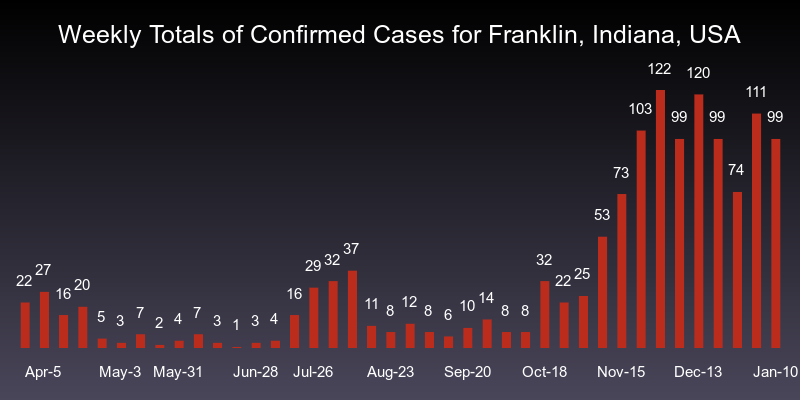 Weekly Totals of Confirmed Cases for Franklin, Indiana, USA
22 27 16 20 5 3 7 2 4 7 3 1 3 4 16 29 32 37 11 8 12 8 6 10 14 8 8 32 22 25 53 73 103 122 99 120 99 74 111 99
Apr-5 May-3 May-31 Jun-28 Jul-26 Aug-23 Sep-20 Oct-18 Nov-15 Dec-13 Jan-10